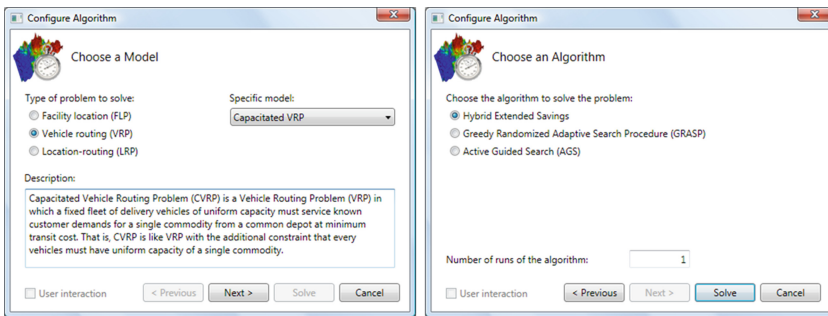 Configure Algorithm
Choose a Model
Type of problem to solve:
Specific model:
Facility location (FLP)
Capacitated VRP
Vehicle routing (VRP)
Location-routing (LRP)
Description:
Capacitated Vehicle Routing Problem (CVRP) is a Vehicle Routing Problem (VRP) in
which a fixed fleet of delivery vehicles of uniform capacity must service known
customer demands for a single commodity from a common depot at minimum
transit cost. That is, CVRP is like VRP with the additional constraint that every
vehicles must have uniform capacity of a single commodity.
User interaction
< Previous
Next >
Solve
Cancel
Configure Algorithm
Choose an Algorithm
Choose the algorithm to solve the problem:
Hybrid Extended Savings
Greedy Randomized Adaptive Search Procedure (GRASP)
Active Guided Search (AGS)
Number of runs of the algorithm: 1
User interaction
< Previous
Next >
Solve
Cancel